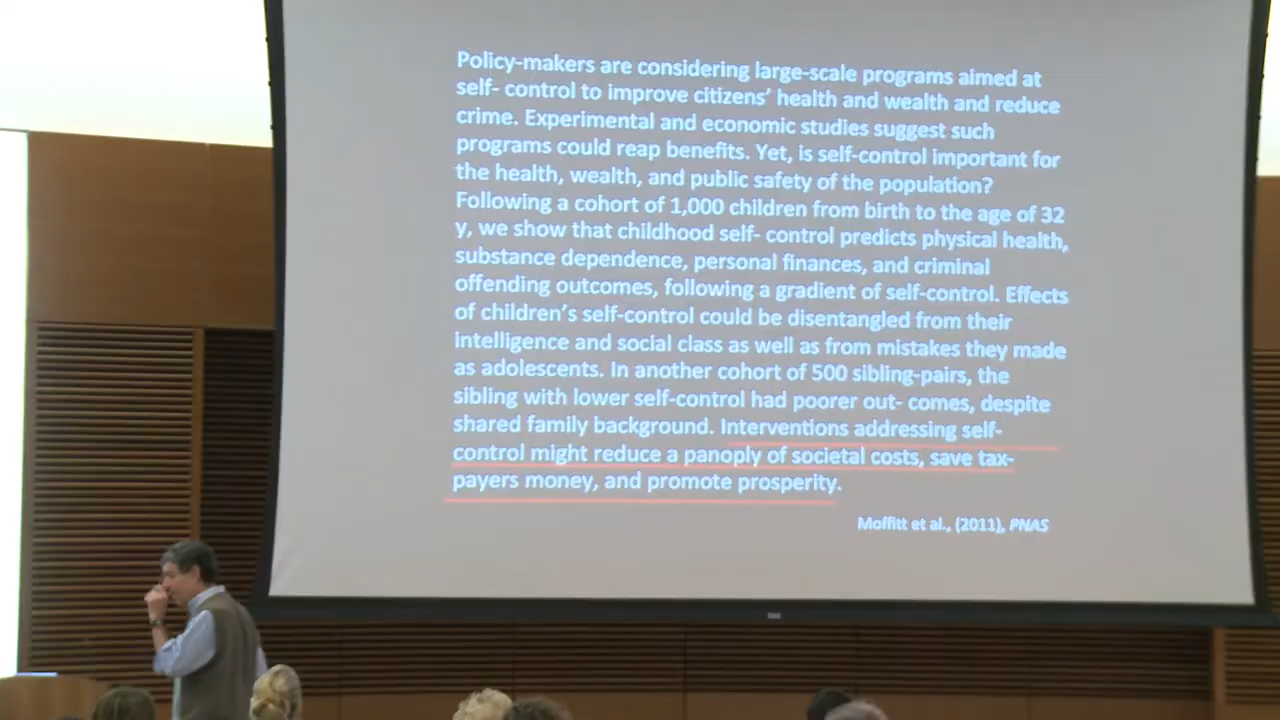 Policy-makers are considering large-scale programs aimed at
self- control to improve citizens’ health and wealth and reduce
crime. Experimental and economic studies suggest such
programs could reap benefits. Yet, is self-control important for
the health, wealth, and public safety of the population?
Following a cohort of 1,000 children from birth to the age of 32
y, we show that childhood self- control predicts physical health,
substance dependence, personal finances, and criminal
offending outcomes, following a gradient of self-control. Effects
of children’s self-control could be disentangled from their
intelligence and social class as well as from mistakes they made
as adolescents. In another cohort of 500 sibling-pairs, the
sibling with lower self-control had poorer out- comes, despite
shared family background. Interventions addressing self-
control might reduce a panoply of societal costs, save tax-
payers money, and promote prosperity.
Moffitt et al., (2011), PNAS